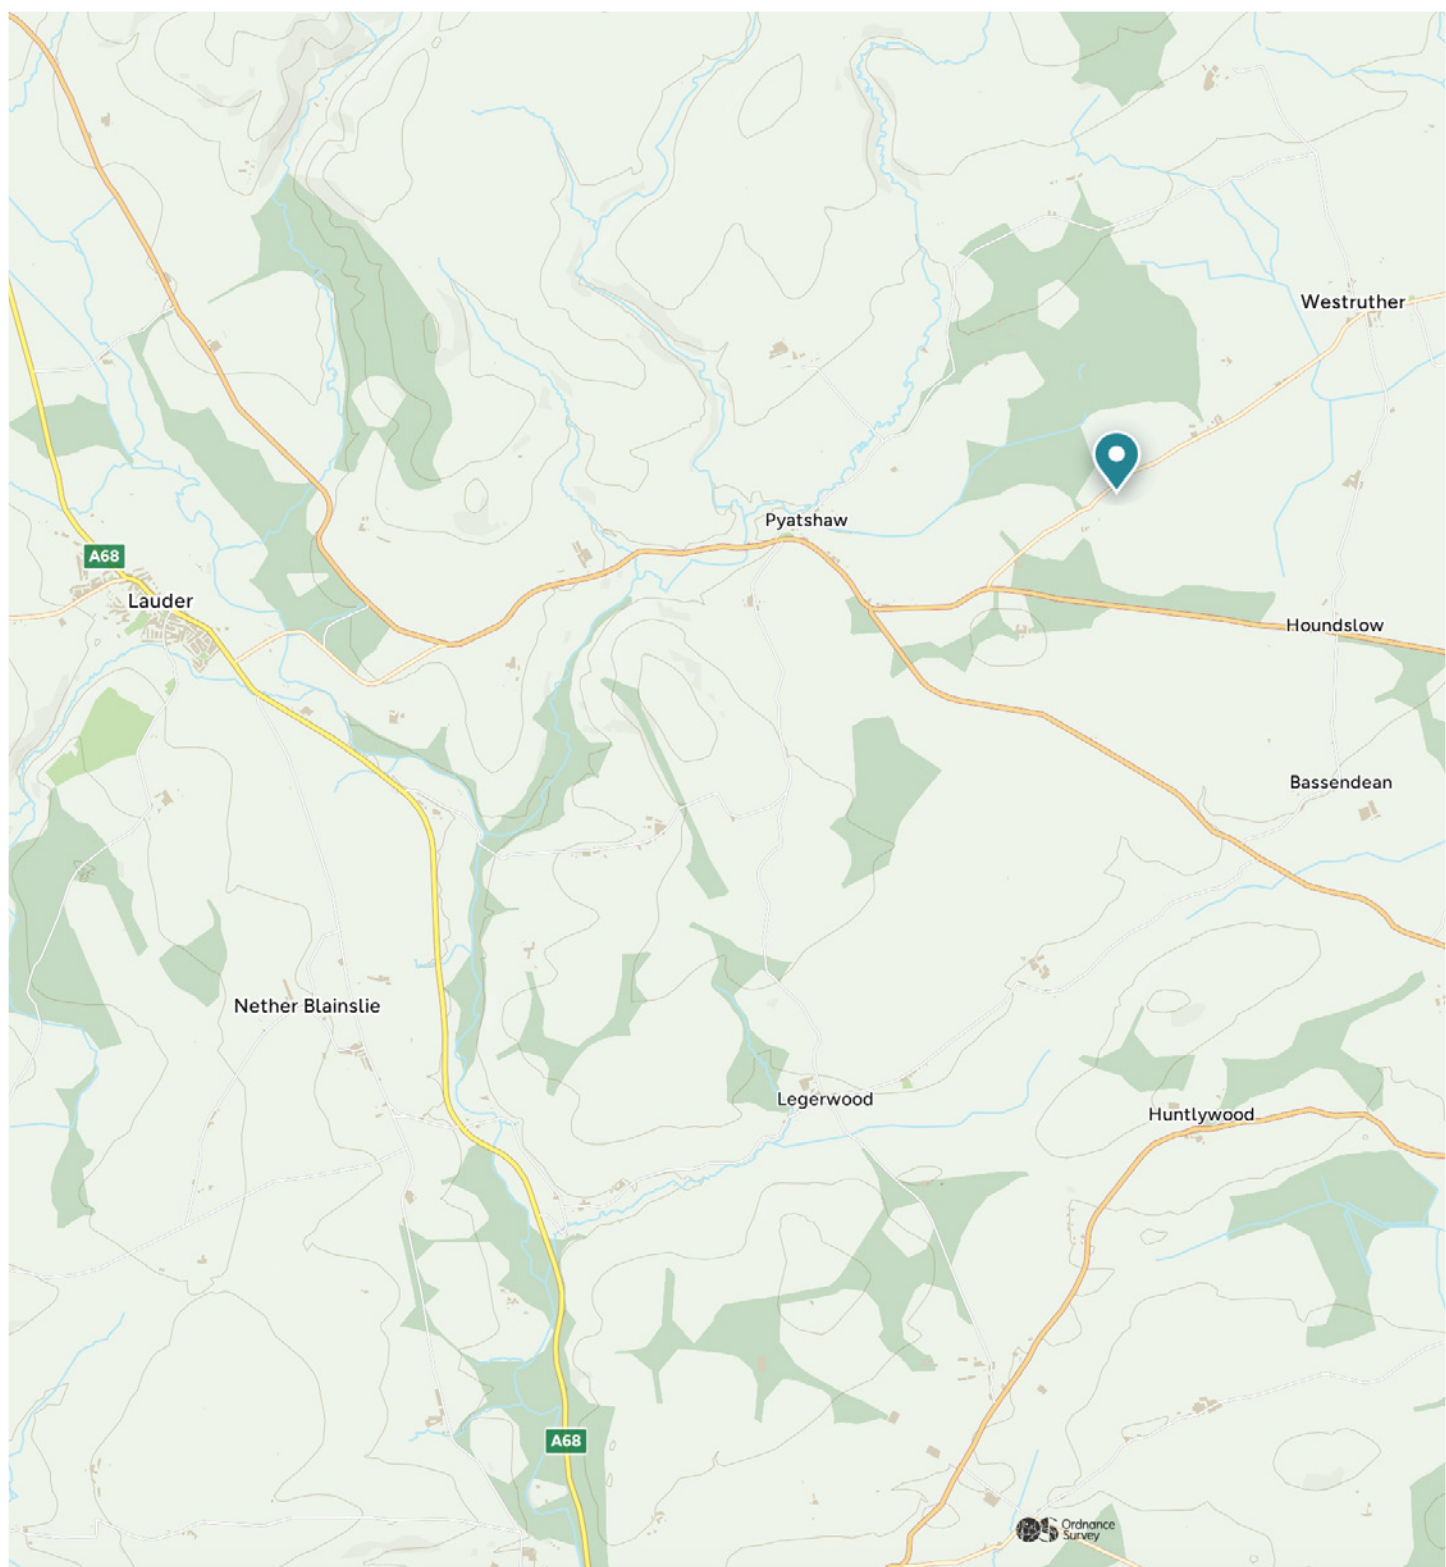 Westruther
Pyatshaw
A68
Lauder
Houndslow
Bassendean
Nether Blainslie
Legerwood
Huntlywood
A68
Ordnance
Survey